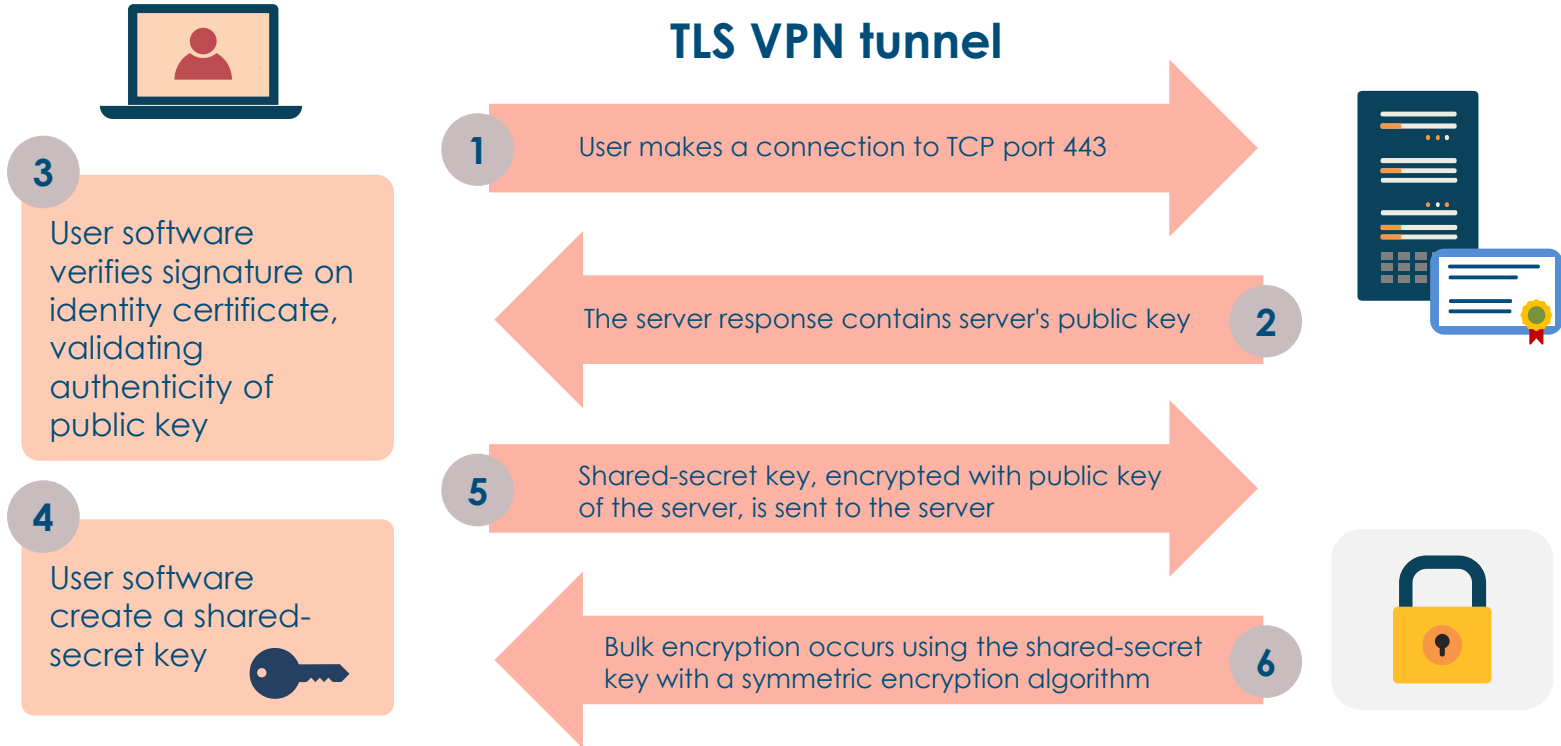 TLS VPN tunnel
1
User makes a connection to TCP port 443
2
The server response contains server's public key
3
User software
verifies signature on
identity certificate,
validating
authenticity of
public key
4
User software
create a shared-
secret key
5
Shared-secret key, encrypted with public key
of the server, is sent to the server
6
Bulk encryption occurs using the shared-secret
key with a symmetric encryption algorithm